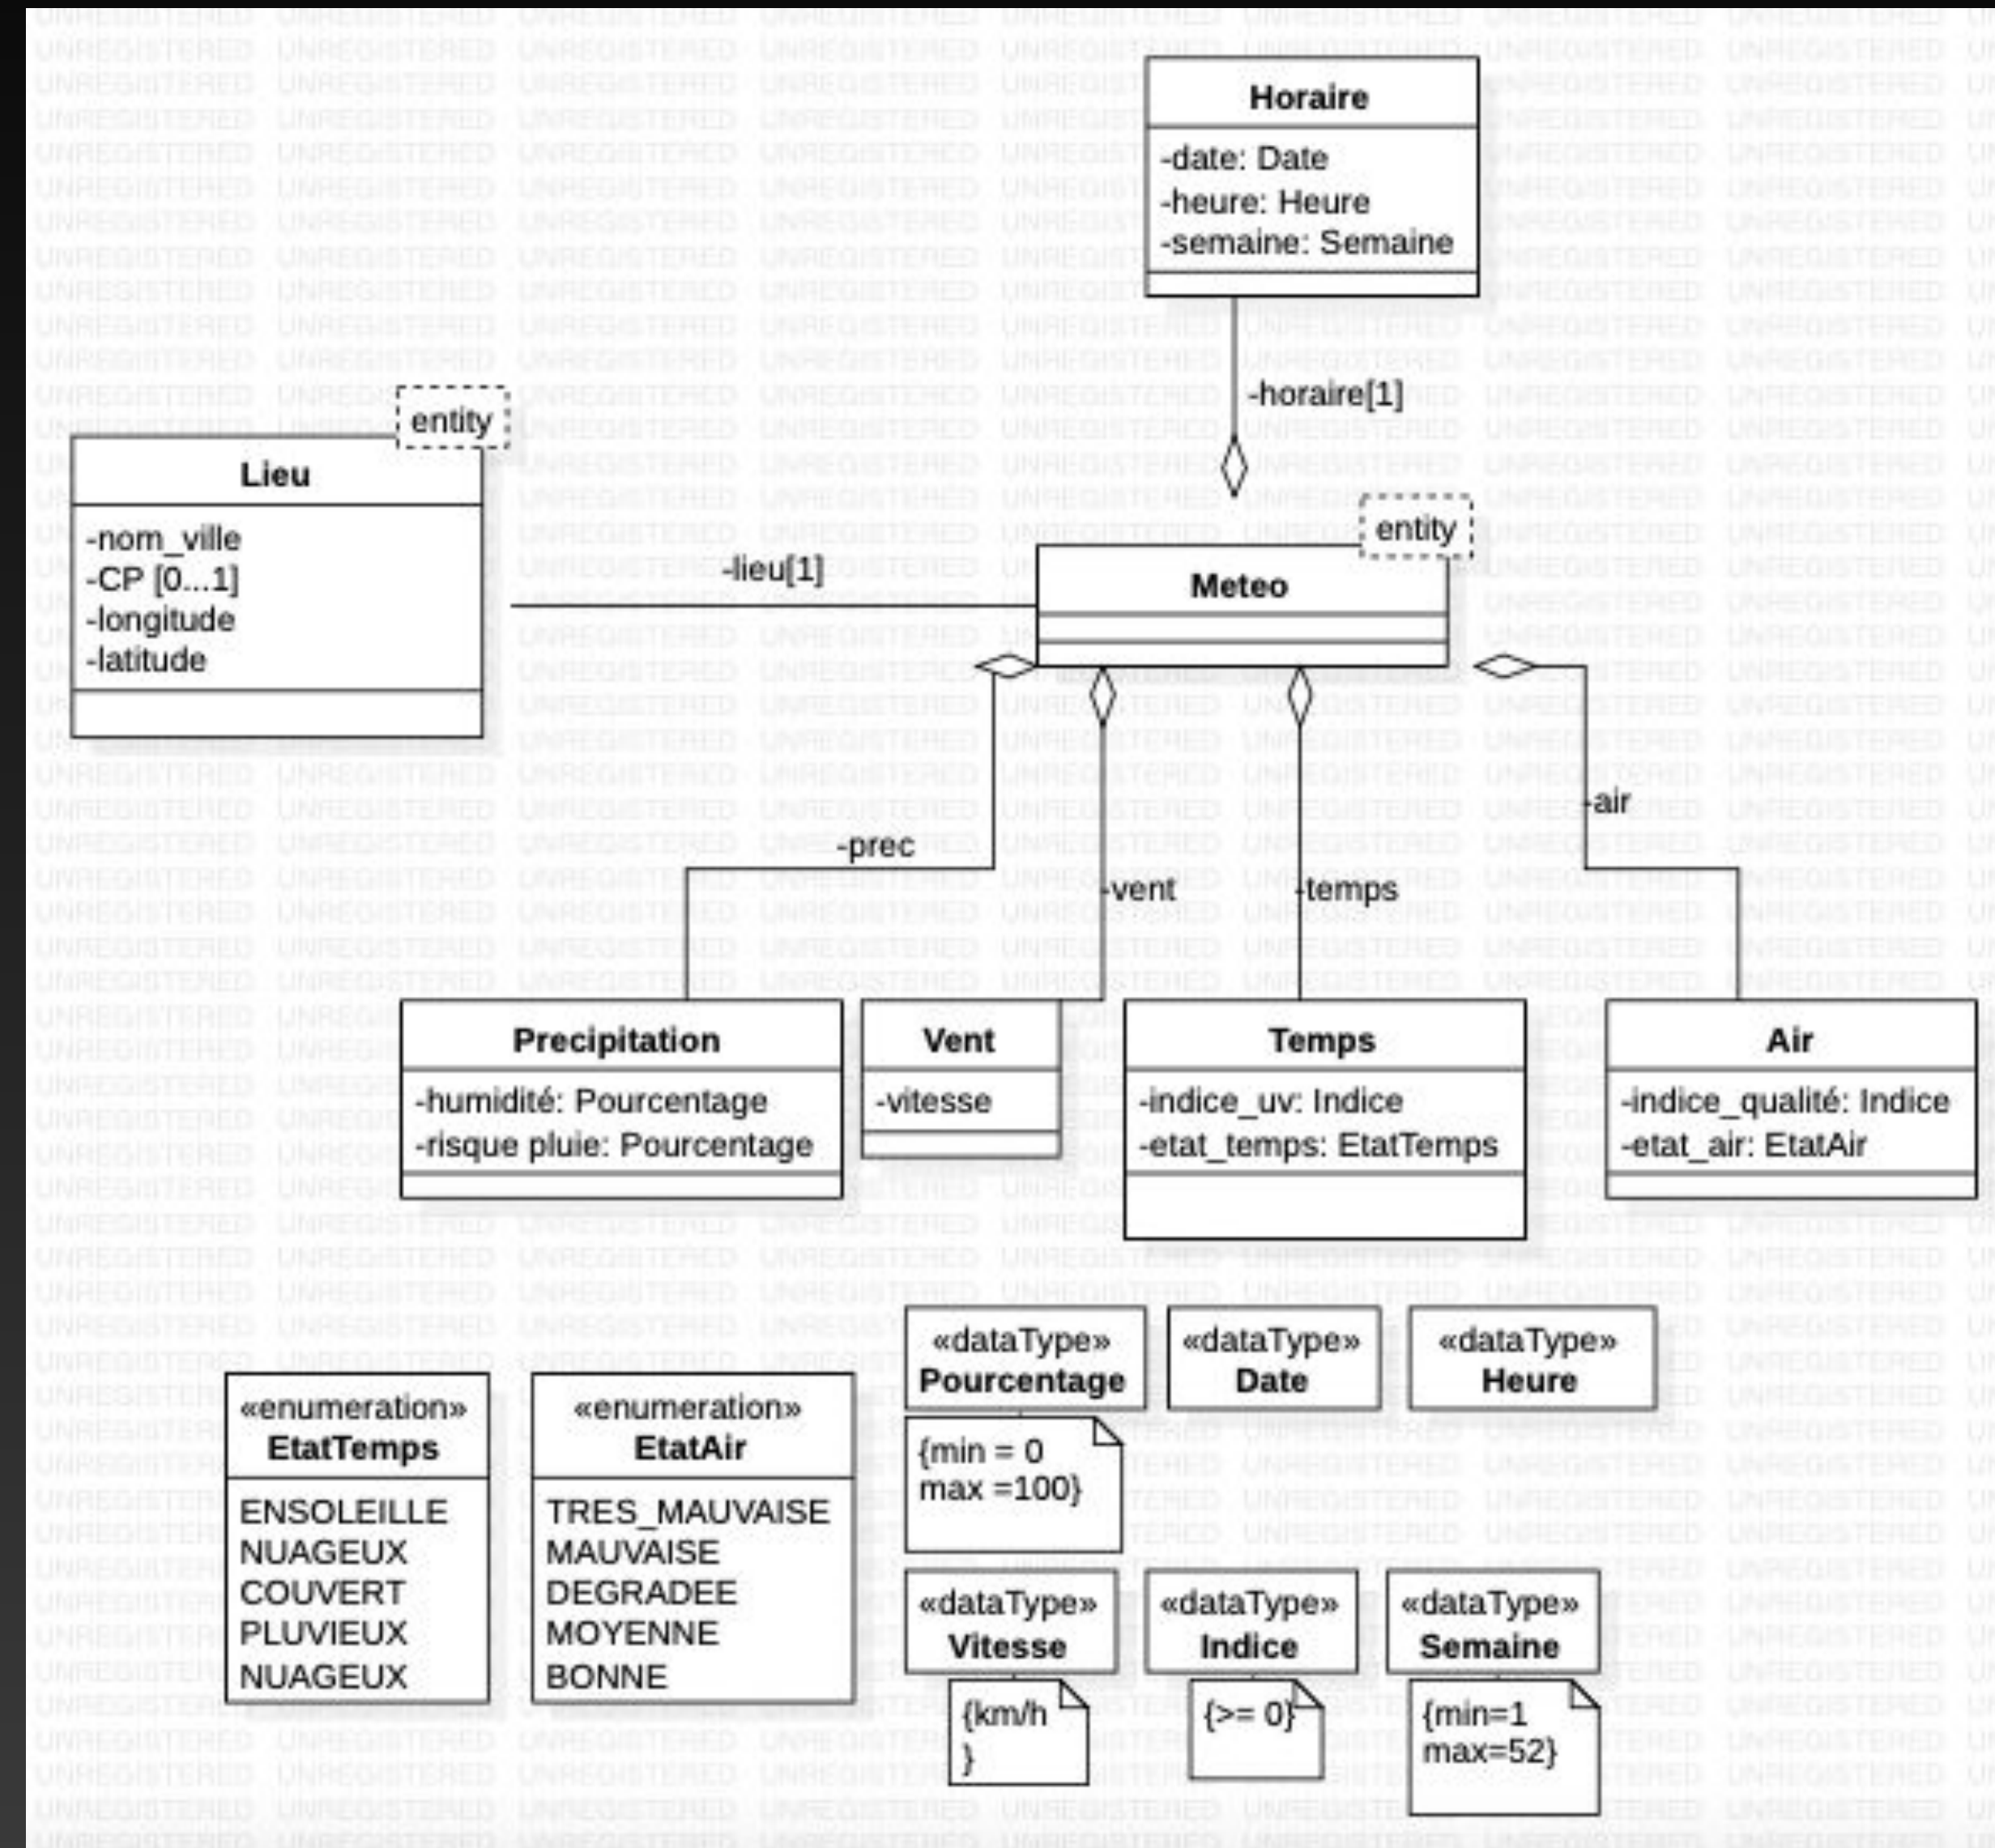 Horaire
-date: Date
-heure: Heure
-semaine: Semaine
-horaire[1]
entity
Lieu
-nom_ville
-CP [0...1]
-longitude
-latitude
-lieu[1]
entity
Meteo
-prec
-vent
-temps
-air
Precipitation
-humidité: Pourcentage
-risque pluie: Pourcentage
Vent
-vitesse
Temps
-indice_uv: Indice
-etat_temps: EtatTemps
Air
-indice_qualité: Indice
-etat_air: EtatAir
«enumeration»
EtatTemps
ENSOLEILLE
NUAGEUX
COUVERT
PLUVIEUX
NUAGEUX
«enumeration»
EtatAir
TRES_MAUVAISE
MAUVAISE
DEGRADEE
MOYENNE
BONNE
«dataType»
Pourcentage
{min = 0
max =100}
«dataType»
Date
«dataType»
Heure
«dataType»
Vitesse
{km/h
}
«dataType»
Indice
{>= 0}
«dataType»
Semaine
{min=1
max=52}
UNREGISTERED